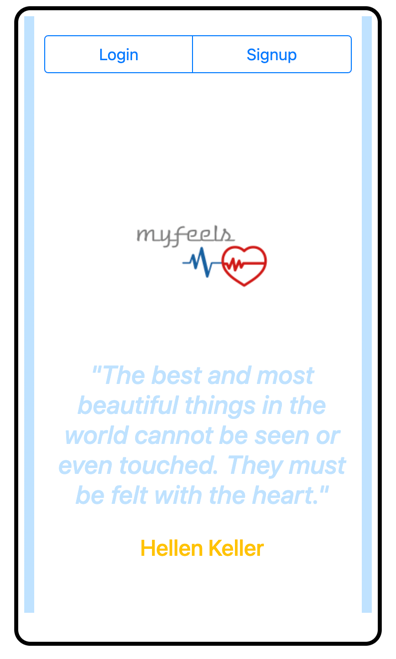 Login Signup
myfeels
"The best and most
beautiful things in the
world cannot be seen or
even touched. They must
be felt with the heart."
Hellen Keller